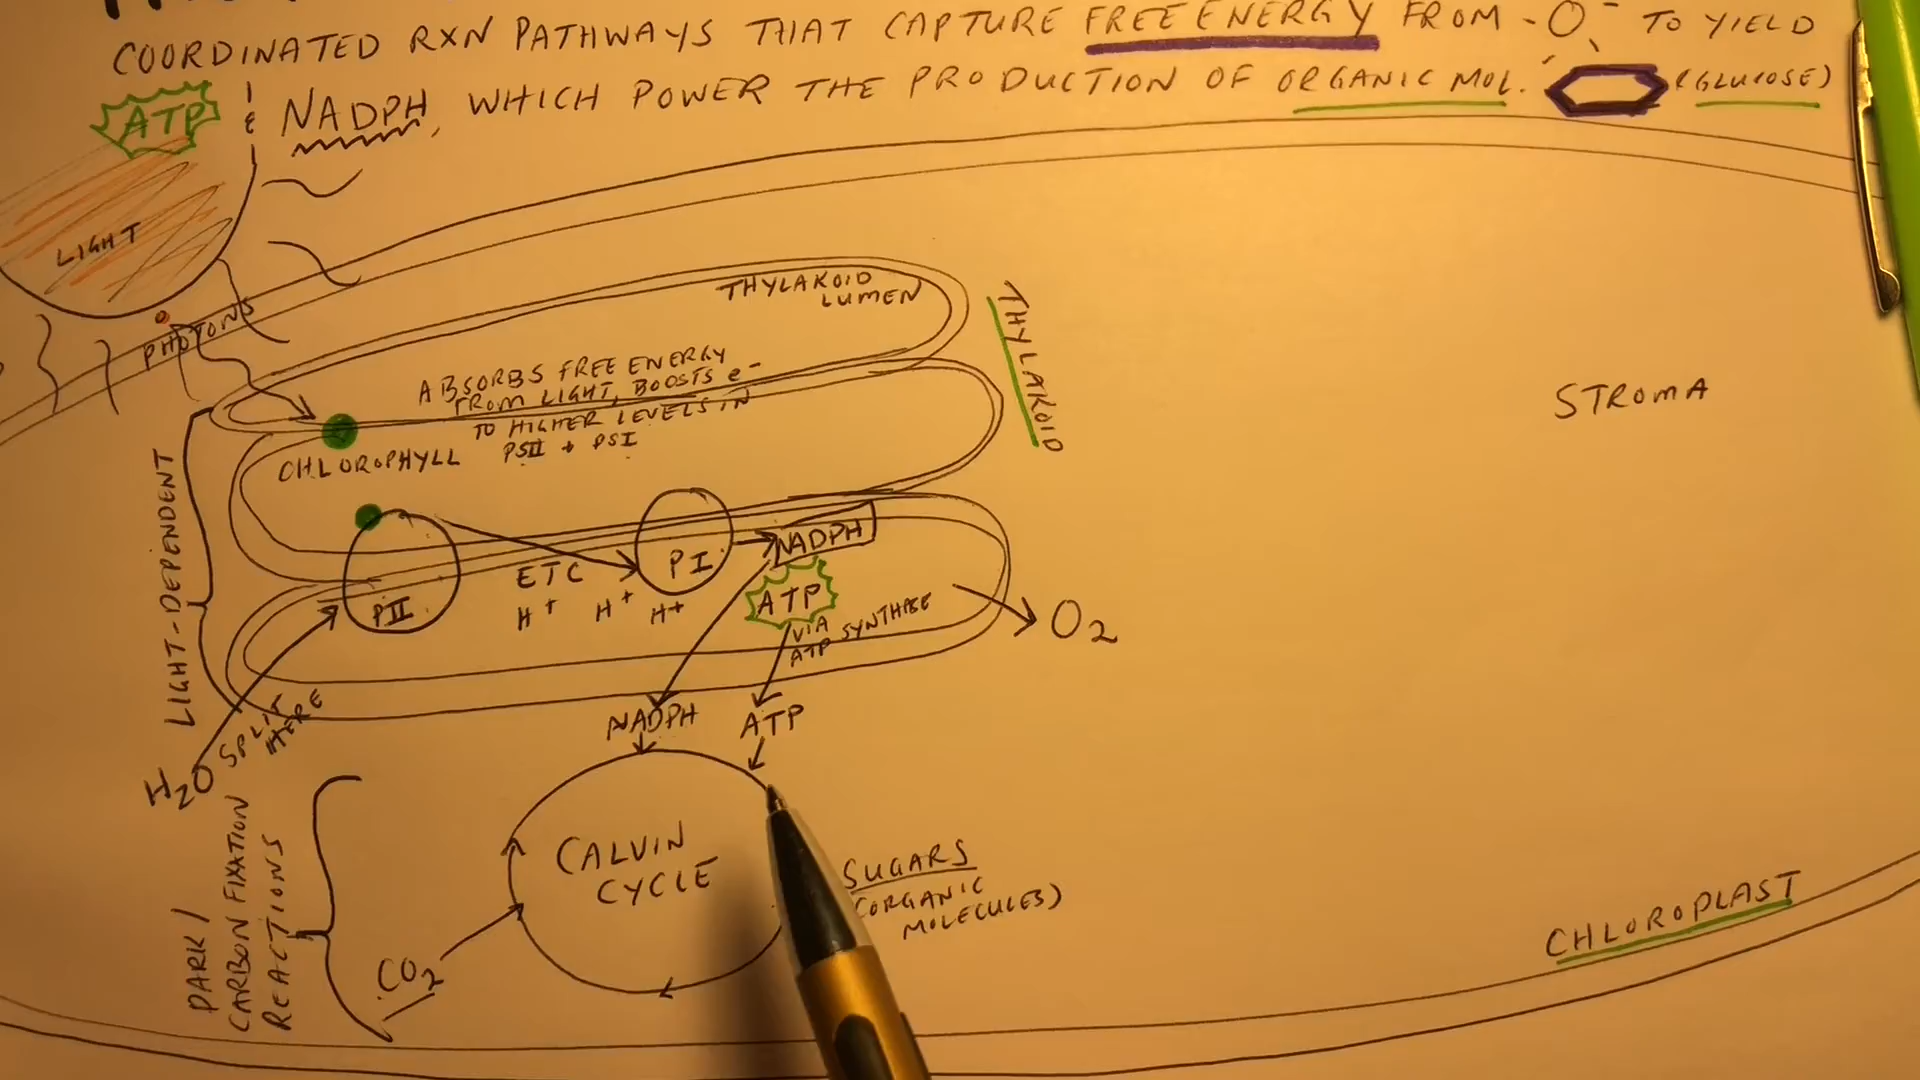 COORDINATED RXN PATHWAYS THAT CAPTURE FREE ENERGY FROM TO YIELD
ATP & NADPH, WHICH POWER THE PRODUCTION OF ORGANIC MOL. (GLUCOSE)
LIGHT
PHOTONS
THYLAKOID
LUMEN
THYLAKOID
ABSORBS FREE ENERGY
FROM LIGHT, BOOSTS e-
TO HIGHER LEVELS IN
PSII + PSI
CHLOROPHYLL
STROMA
LIGHT-DEPENDENT
PII
ETC
H+ H+ H+
PI
NADPH
ATP
VIA
ATP SYNTHASE
O2
H2O
SPLIT
HERE
NADPH
ATP
CALVIN
CYCLE
SUGARS
(ORGANIC
MOLECULES)
DARK/
CARBON FIXATION
REACTIONS
CO2
CHLOROPLAST